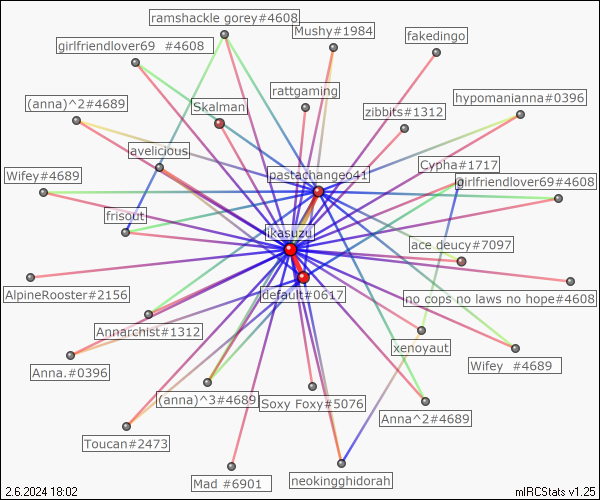 ramshackle gorey#4608
Mushy#1984
girlfriendlover69  #4608
fakedingo
rattgaming
hypomanianna#0396
(anna)^2#4689
Skalman
zibbits#1312
avelicious
Cypha#1717
Wifey#4689
pastachangeo41
girlfriendlover69#4608
frisout
ikasuzu
ace deucy#7097
AlpineRooster#2156
default#0617
no cops no laws no hope#4608
Annarchist#1312
xenoyaut
Anna.#0396
Wifey  #4689
(anna)^3#4689
Soxy Foxy#5076
Anna^2#4689
Toucan#2473
Mad #6901
neokingghidorah
2.6.2024 18:02
mIRCStats v1.25